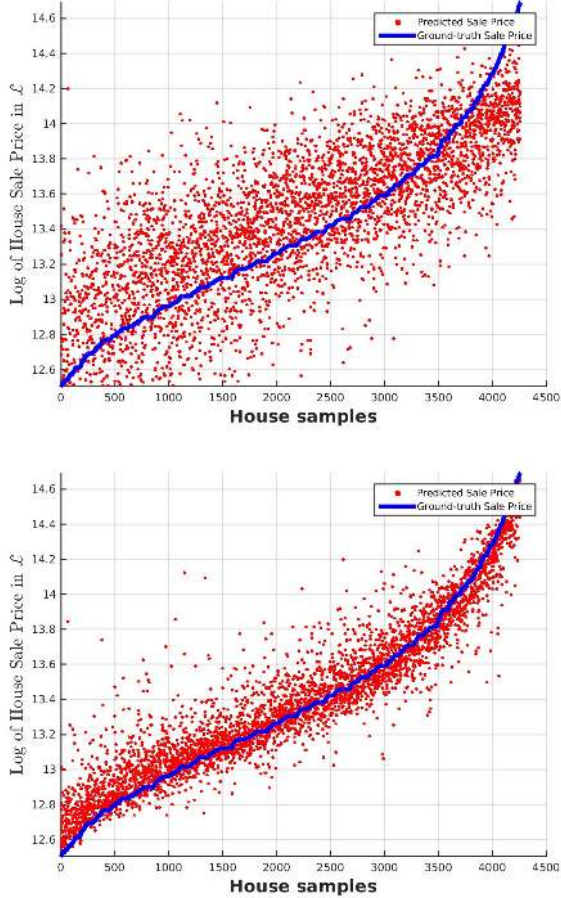 Predicted Sale Price
Ground-truth Sale Price
Log of House Sale Price in ℒ
14.6
14.4
14.2
14
13.8
13.6
13.4
13.2
13
12.8
12.6
0 500 1000 1500 2000 2500 3000 3500 4000 4500
House samples
Predicted Sale Price
Ground-truth Sale Price
Log of House Sale Price in ℒ
14.6
14.4
14.2
14
13.8
13.6
13.4
13.2
13
12.8
12.6
0 500 1000 1500 2000 2500 3000 3500 4000 4500
House samples